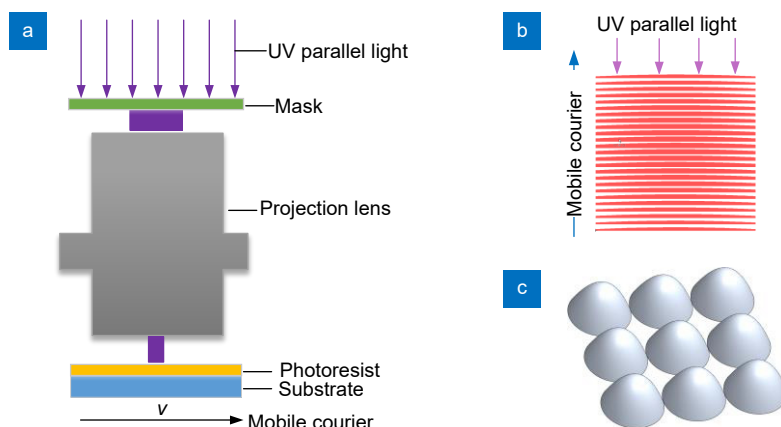 a
UV parallel light
Mask
Projection lens
Photoresist
Substrate
v
Mobile courier
b
UV parallel light
Mobile courier
c